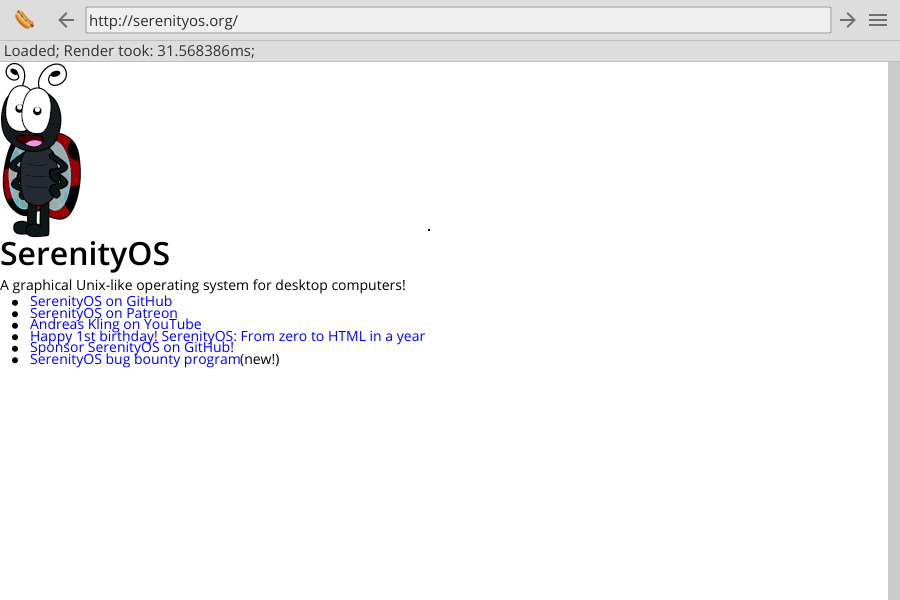 http://serenityos.org/
Loaded; Render took: 31.568386ms;
SerenityOS
A graphical Unix-like operating system for desktop computers!
SerenityOS on GitHub
SerenityOS on Patreon
Andreas Kling on YouTube
Happy 1st birthday! SerenityOS: From zero to HTML in a year
Sponsor SerenityOS on GitHub!
SerenityOS bug bounty program(new!)